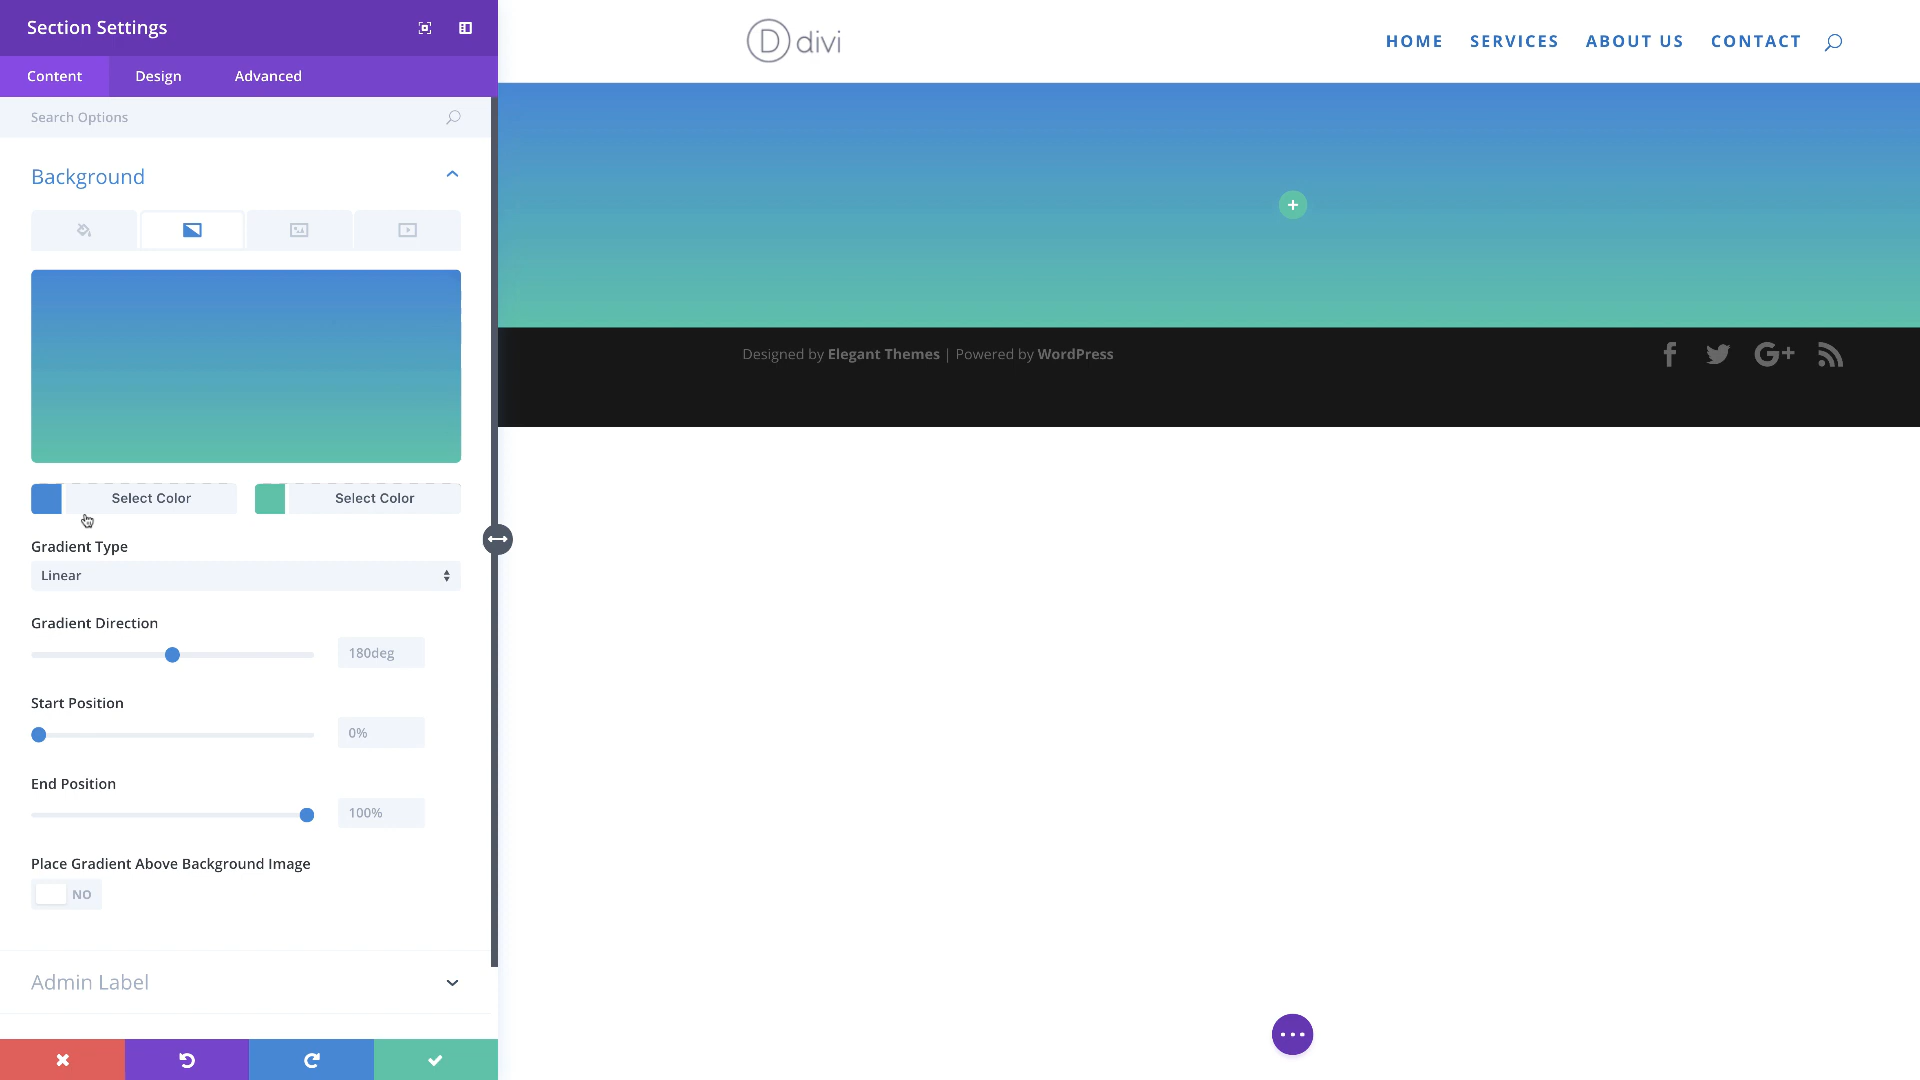 Section Settings
Content
Design
Advanced
Search Options
Background
Select Color
Select Color
Gradient Type
Linear
Gradient Direction
180deg
Start Position
0%
End Position
100%
Place Gradient Above Background Image
NO
Admin Label
D divi
HOME
SERVICES
ABOUT US
CONTACT
Designed by Elegant Themes | Powered by WordPress
G+